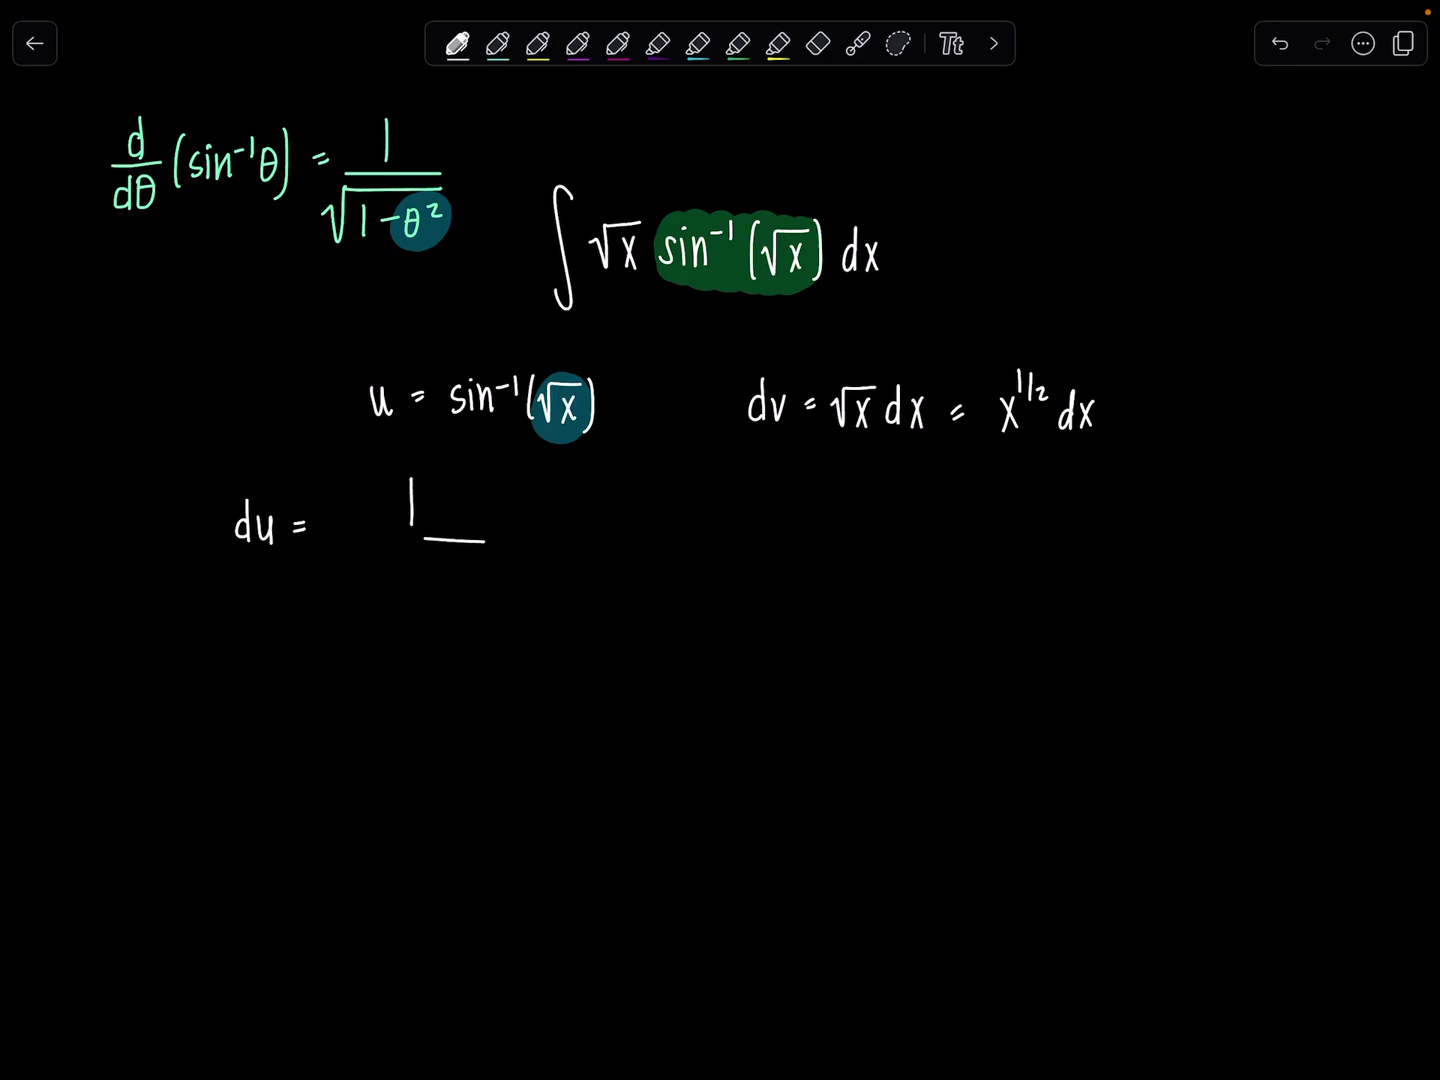 Tt
d/dθ (sin⁻¹θ) = 1/√(1-θ²)
∫ √x sin⁻¹(√x) dx
u = sin⁻¹(√x)
dv = √x dx = x^1/2 dx
du = 1